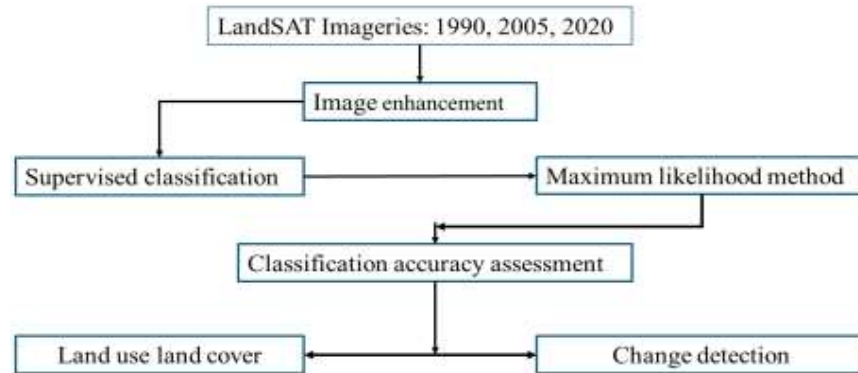 LandSAT Imageries: 1990, 2005, 2020
Image enhancement
Supervised classification
Maximum likelihood method
Classification accuracy assessment
Land use land cover
Change detection